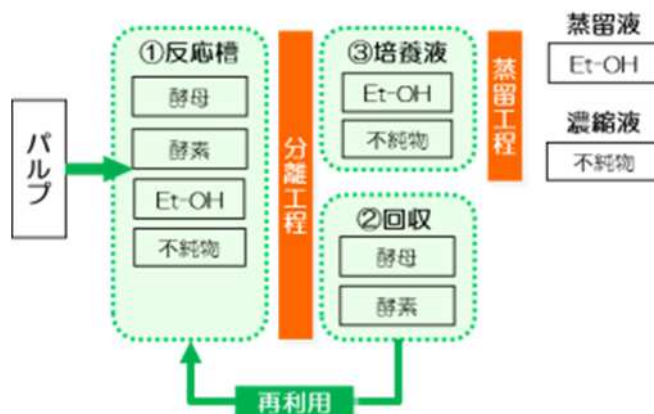 パルプ
①反応槽
酵母
酵素
Et-OH
不純物
分離工程
③培養液
Et-OH
不純物
②回収
酵母
酵素
再利用
蒸留工程
蒸留液
Et-OH
濃縮液
不純物